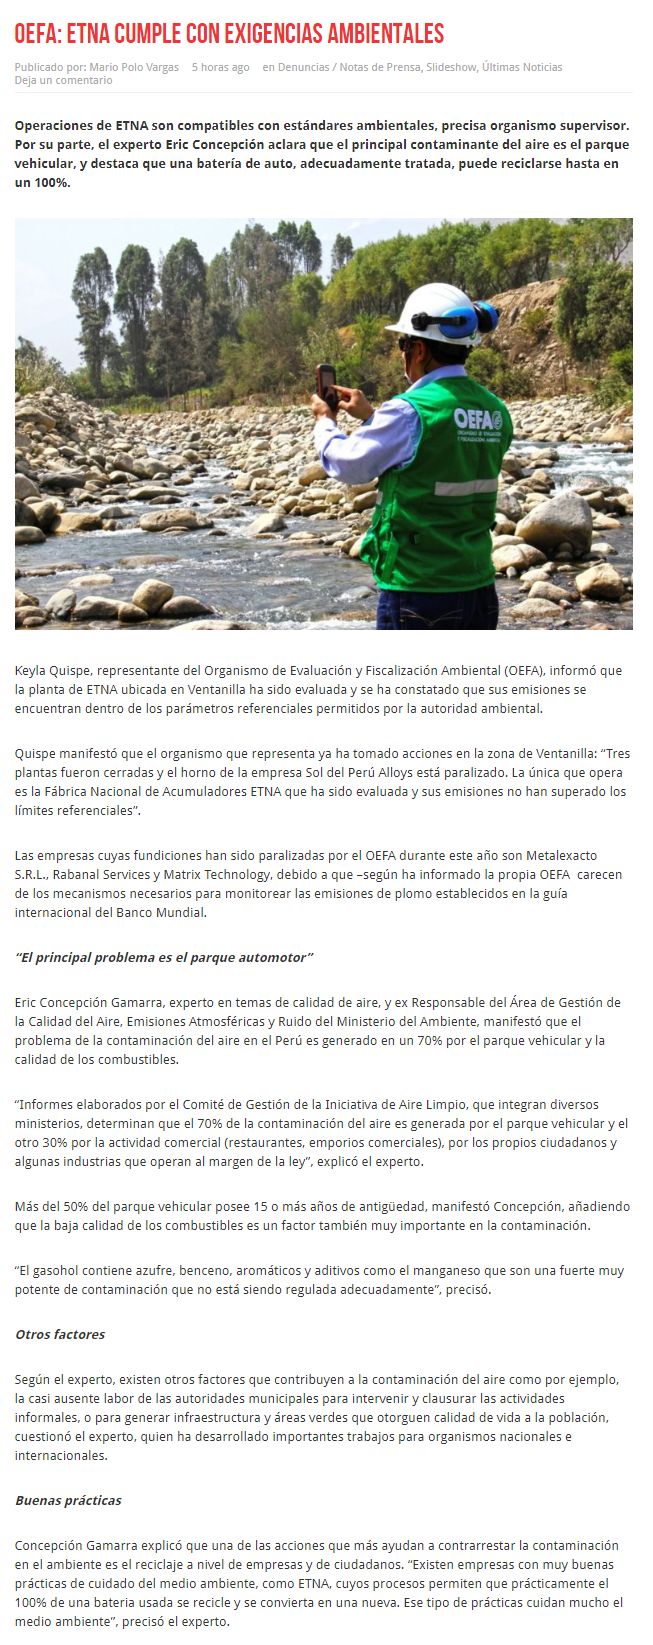 OEFA: ETNA CUMPLE CON EXIGENCIAS AMBIENTALES
Publicado por: Mario Polo Vargas 5 horas ago en Denuncias / Notas de Prensa, Slideshow, Últimas Noticias
Deja un comentario
Operaciones de ETNA son compatibles con estándares ambientales, precisa organismo supervisor.
Por su parte, el experto Eric Concepción aclara que el principal contaminante del aire es el parque
vehicular, y destaca que una batería de auto, adecuadamente tratada, puede reciclarse hasta en
un 100%.
OEFA
ORGANISMO DE EVALUACIÓN
Y FISCALIZACIÓN AMBIENTAL
Keyla Quispe, representante del Organismo de Evaluación y Fiscalización Ambiental (OEFA), informó que
la planta de ETNA ubicada en Ventanilla ha sido evaluada y se ha constatado que sus emisiones se
encuentran dentro de los parámetros referenciales permitidos por la autoridad ambiental.
Quispe manifestó que el organismo que representa ya ha tomado acciones en la zona de Ventanilla: “Tres
plantas fueron cerradas y el horno de la empresa Sol del Perú Alloys está paralizado. La única que opera
es la Fábrica Nacional de Acumuladores ETNA que ha sido evaluada y sus emisiones no han superado los
límites referenciales”.
Las empresas cuyas fundiciones han sido paralizadas por el OEFA durante este año son Metalexacto
S.R.L., Rabanal Services y Matrix Technology, debido a que –según ha informado la propia OEFA carecen
de los mecanismos necesarios para monitorear las emisiones de plomo establecidos en la guía
internacional del Banco Mundial.
“El principal problema es el parque automotor”
Eric Concepción Gamarra, experto en temas de calidad de aire, y ex Responsable del Área de Gestión de
la Calidad del Aire, Emisiones Atmosféricas y Ruido del Ministerio del Ambiente, manifestó que el
problema de la contaminación del aire en el Perú es generado en un 70% por el parque vehicular y la
calidad de los combustibles.
“Informes elaborados por el Comité de Gestión de la Iniciativa de Aire Limpio, que integran diversos
ministerios, determinan que el 70% de la contaminación del aire es generada por el parque vehicular y el
otro 30% por la actividad comercial (restaurantes, emporios comerciales), por los propios ciudadanos y
algunas industrias que operan al margen de la ley”, explicó el experto.
Más del 50% del parque vehicular posee 15 o más años de antigüedad, manifestó Concepción, añadiendo
que la baja calidad de los combustibles es un factor también muy importante en la contaminación.
“El gasohol contiene azufre, benceno, aromáticos y aditivos como el manganeso que son una fuerte muy
potente de contaminación que no está siendo regulada adecuadamente”, precisó.
Otros factores
Según el experto, existen otros factores que contribuyen a la contaminación del aire como por ejemplo,
la casi ausente labor de las autoridades municipales para intervenir y clausurar las actividades
informales, o para generar infraestructura y áreas verdes que otorguen calidad de vida a la población,
cuestionó el experto, quien ha desarrollado importantes trabajos para organismos nacionales e
internacionales.
Buenas prácticas
Concepción Gamarra explicó que una de las acciones que más ayudan a contrarrestar la contaminación
en el ambiente es el reciclaje a nivel de empresas y de ciudadanos. “Existen empresas con muy buenas
prácticas de cuidado del medio ambiente, como ETNA, cuyos procesos permiten que prácticamente el
100% de una bateria usada se recicle y se convierta en una nueva. Ese tipo de prácticas cuidan mucho el
medio ambiente”, precisó el experto.